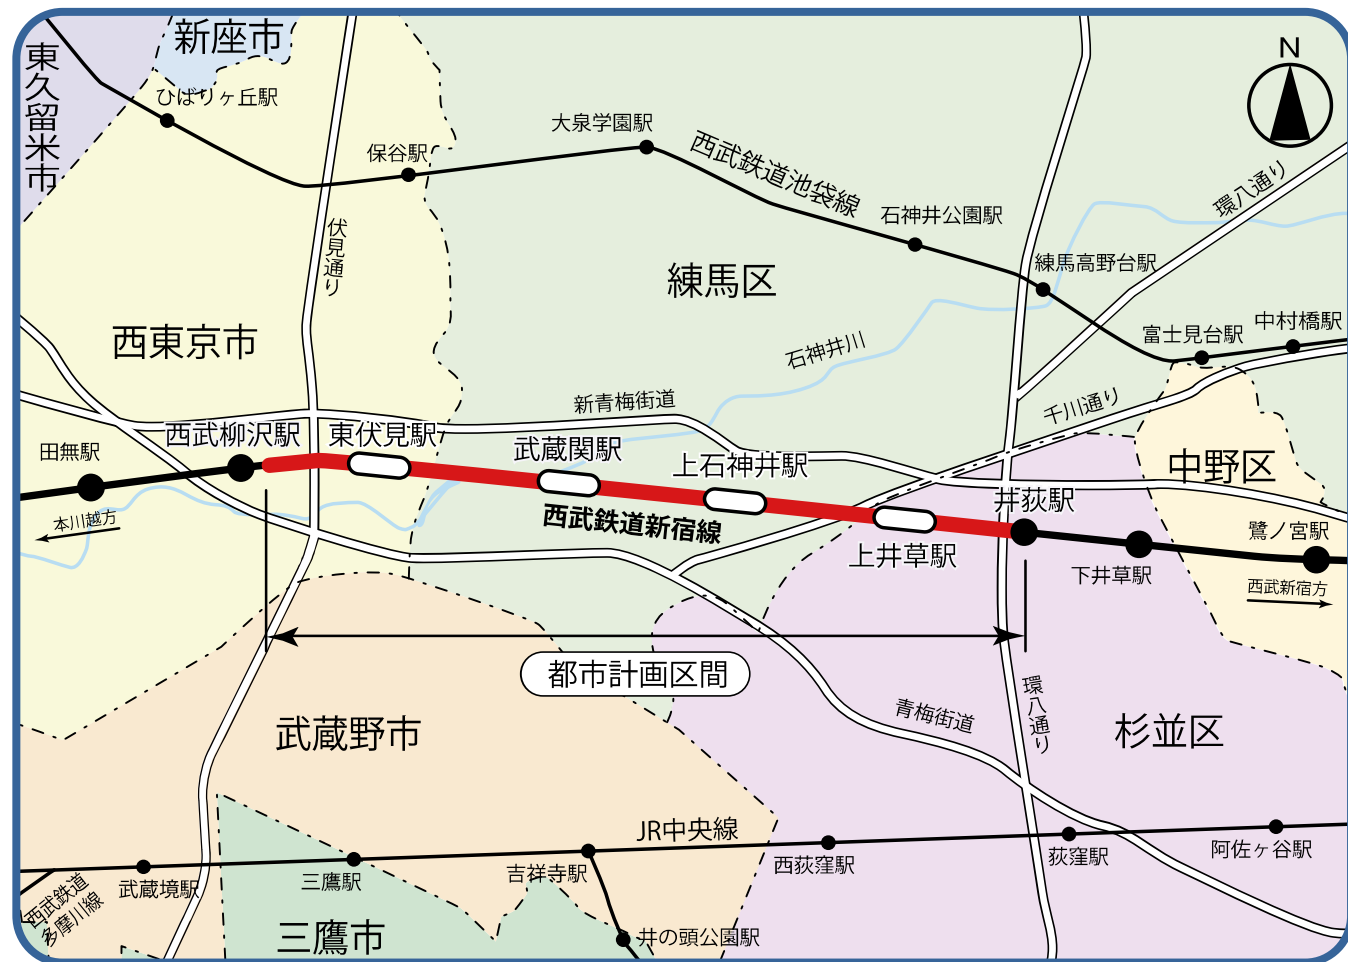 新座市
東久留米市
N
ひばりヶ丘駅
保谷駅
大泉学園駅
西武鉄道池袋線
石神井公園駅
環八通り
伏見通り
練馬区
練馬高野台駅
富士見台駅
中村橋駅
西東京市
石神井川
新青梅街道
千川通り
田無駅
西武柳沢駅
東伏見駅
武蔵関駅
上石神井駅
中野区
井荻駅
本川越方
西武鉄道新宿線
上井草駅
下井草駅
鷺ノ宮駅
西武新宿方
都市計画区間
環八通り
青梅街道
武蔵野市
杉並区
JR中央線
西荻窪駅
荻窪駅
阿佐ヶ谷駅
武蔵境駅
三鷹駅
吉祥寺駅
西武鉄道
多摩川線
三鷹市
井の頭公園駅